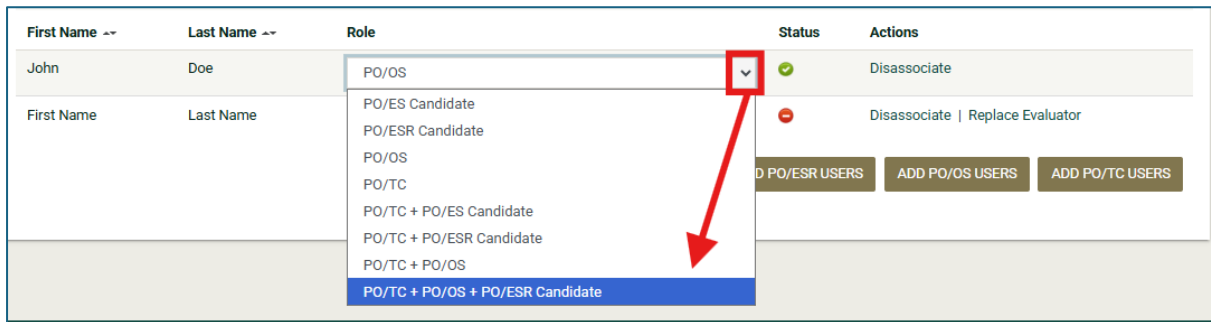 First Name Last Name Role Status Actions
John Doe PO/OS Disassociate
PO/ES Candidate
First Name Last Name Disassociate | Replace Evaluator
PO/ESR Candidate
PO/OS
D PO/ESR USERS ADD PO/OS USERS ADD PO/TC USERS
PO/TC
PO/TC + PO/ES Candidate
PO/TC + PO/ESR Candidate
PO/TC + PO/OS
PO/TC + PO/OS + PO/ESR Candidate